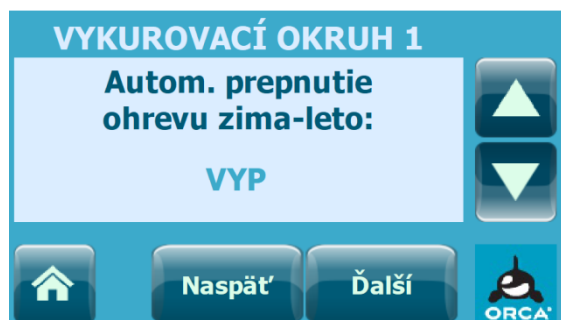 VYKUROVACÍ OKRUH 1
Autom. prepnutie
ohrevu zima-leto:
VYP
Naspäť
Ďalší
ORCA